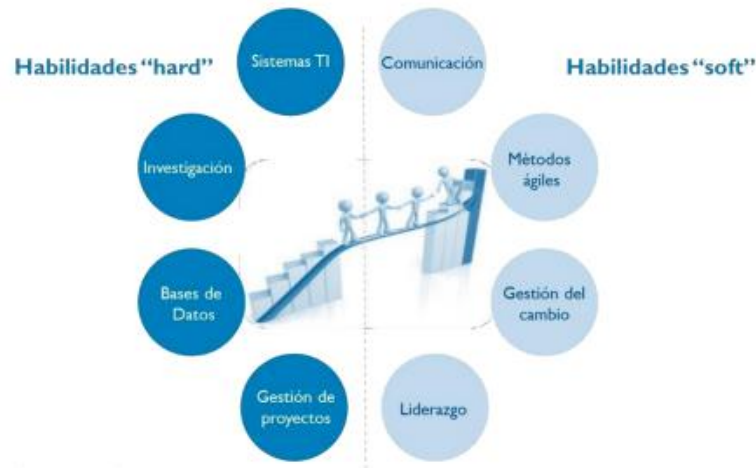 Habilidades “hard”
Sistemas TI
Investigación
Bases de
Datos
Gestión de
proyectos
Habilidades “soft”
Comunicación
Métodos
ágiles
Gestión del
cambio
Liderazgo